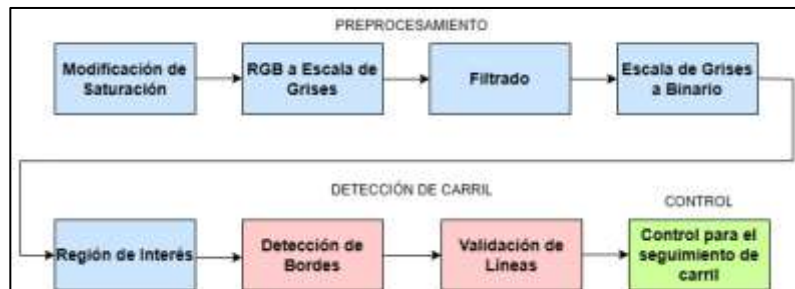 PREPROCESAMIENTO
Modificación de
Saturación
RGB a Escala de
Grises
Filtrado
Escala de Grises
a Binario
DETECCIÓN DE CARRIL
CONTROL
Región de Interés
Detección de
Bordes
Validación de
Líneas
Control para el
seguimiento de
carril